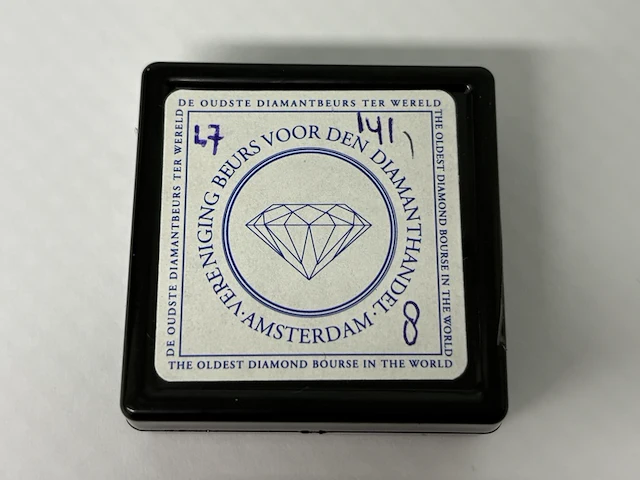 DE OUDSTE DIAMANTBEURS TER WERELD
THE OLDEST DIAMOND BOURSE IN THE WORLD
THE OLDEST DIAMOND BOURSE IN THE WORLD
DE OUDSTE DIAMANTBEURS TER WERELD
47
141
VERENIGING BEURS VOOR DEN DIAMANTHANDEL
·AMSTERDAM·
8